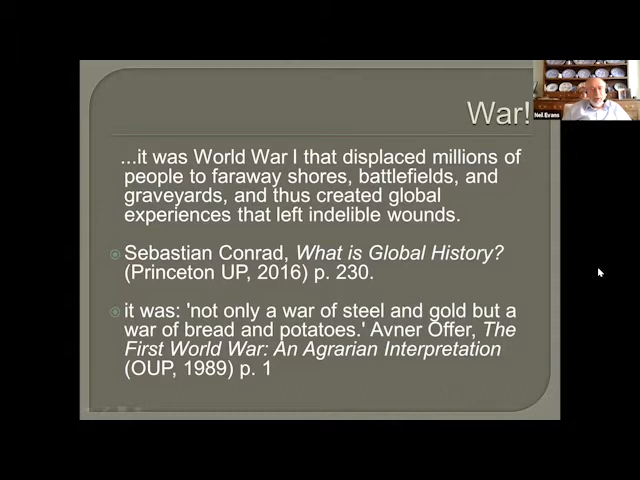 War!
Neil Evans
...it was World War I that displaced millions of
people to faraway shores, battlefields, and
graveyards, and thus created global
experiences that left indelible wounds.
Sebastian Conrad, What is Global History?
(Princeton UP, 2016) p. 230.
it was: 'not only a war of steel and gold but a
war of bread and potatoes.' Avner Offer, The
First World War: An Agrarian Interpretation
(OUP, 1989) p. 1